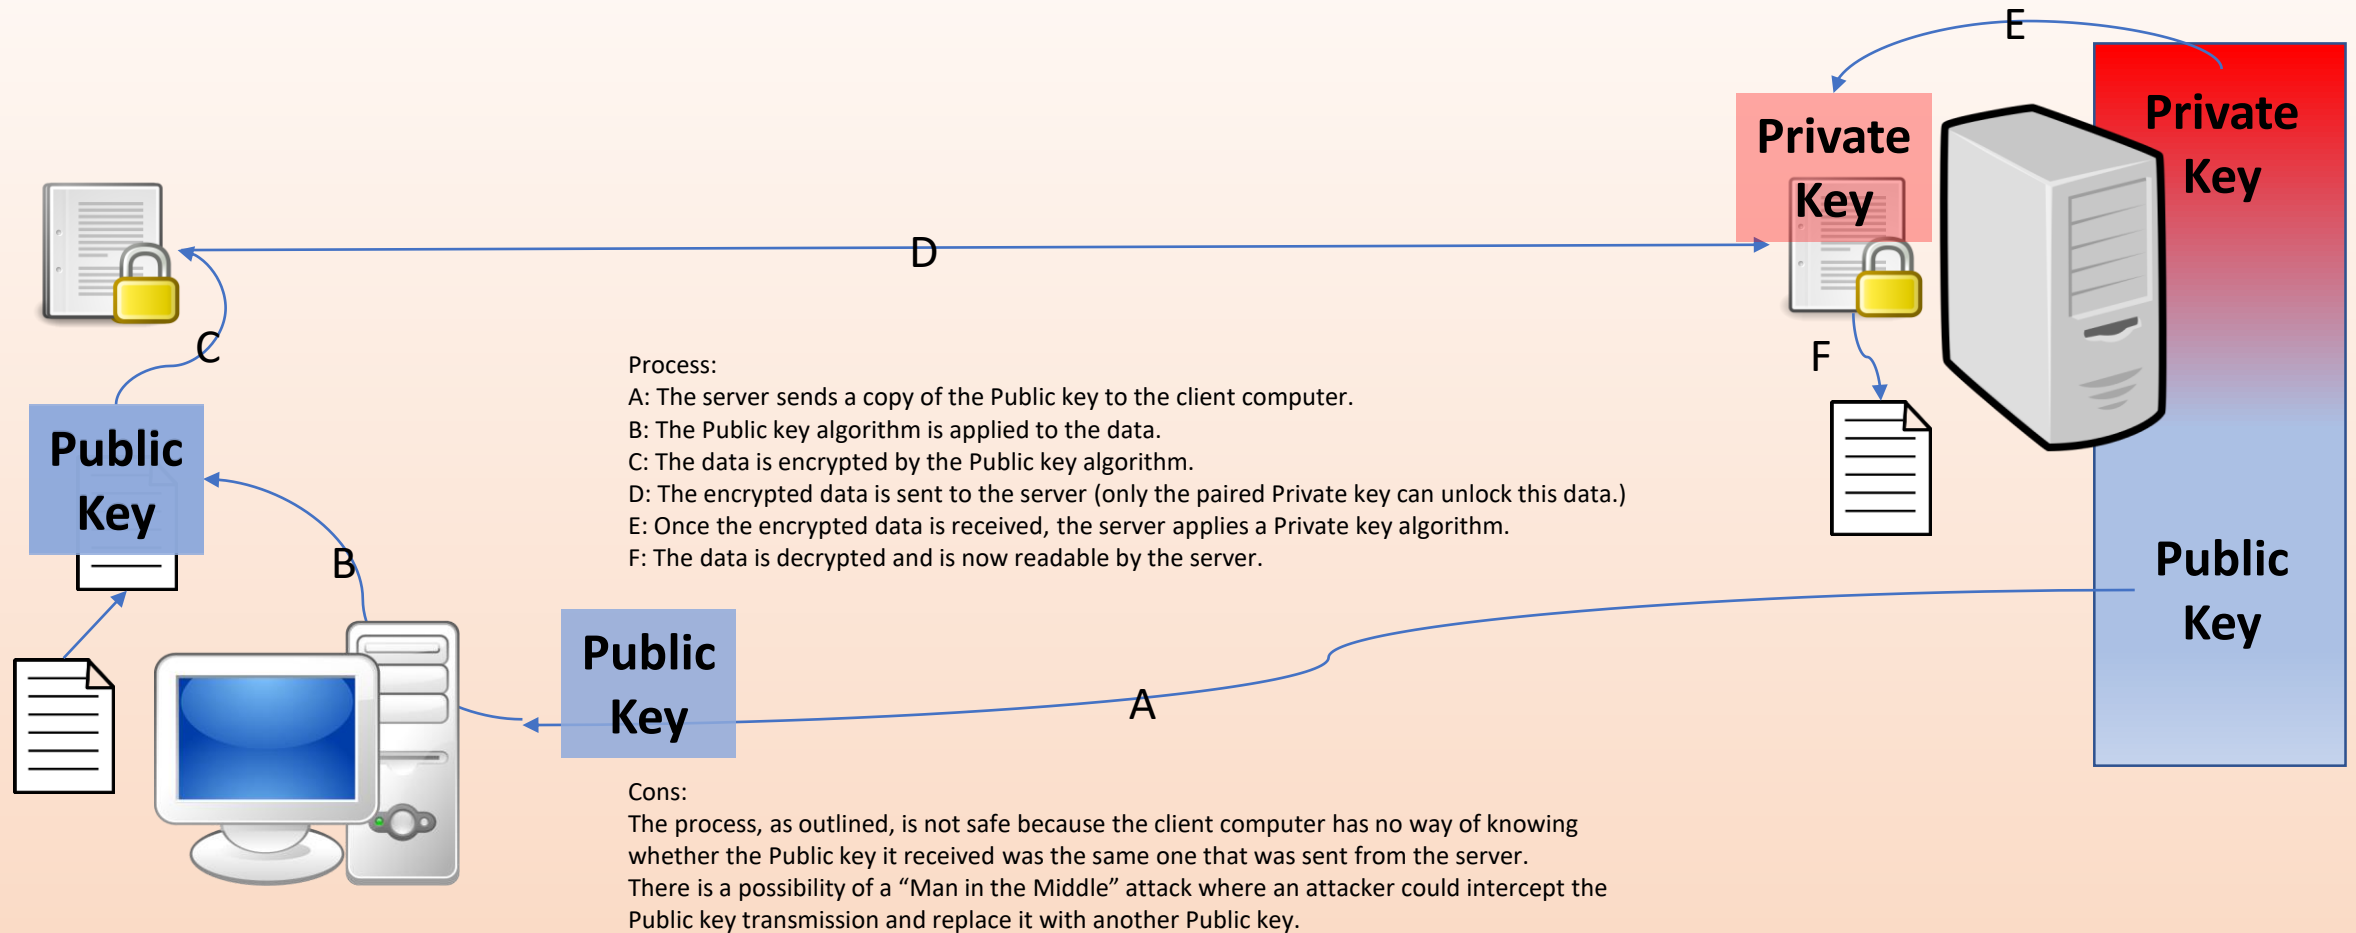 E
Private
Key
Private
Key
D
C
F
Process:
A: The server sends a copy of the Public key to the client computer.
B: The Public key algorithm is applied to the data.
C: The data is encrypted by the Public key algorithm.
D: The encrypted data is sent to the server (only the paired Private key can unlock this data.)
E: Once the encrypted data is received, the server applies a Private key algorithm.
F: The data is decrypted and is now readable by the server.
Public
Key
B
Public
Key
Public
Key
A
Cons:
The process, as outlined, is not safe because the client computer has no way of knowing
whether the Public key it received was the same one that was sent from the server.
There is a possibility of a “Man in the Middle” attack where an attacker could intercept the
Public key transmission and replace it with another Public key.